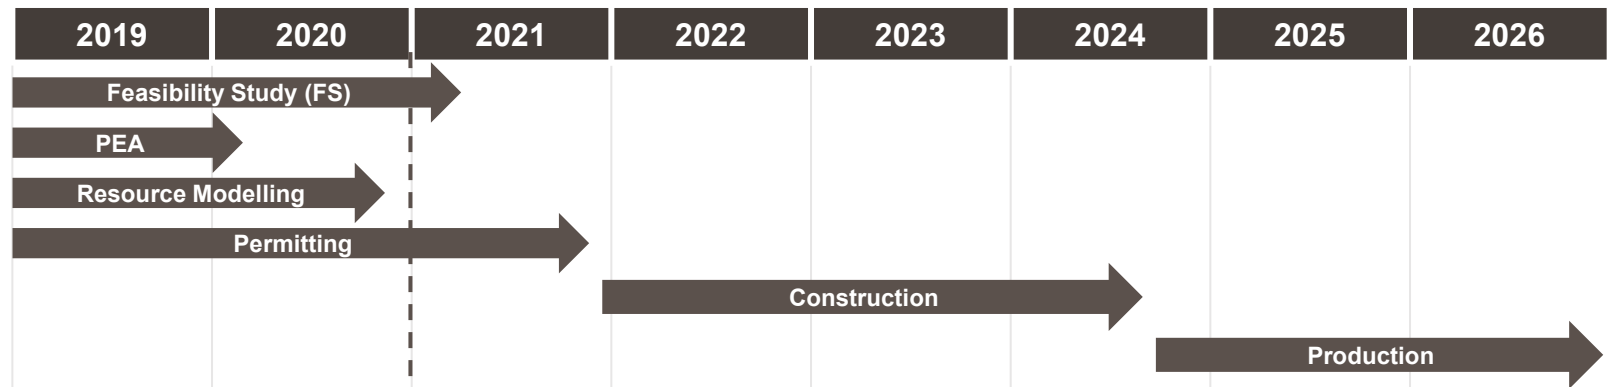 2019 2020 2021 2022 2023 2024 2025 2026
Feasibility Study (FS)
PEA
Resource Modelling
Permitting
Construction
Production